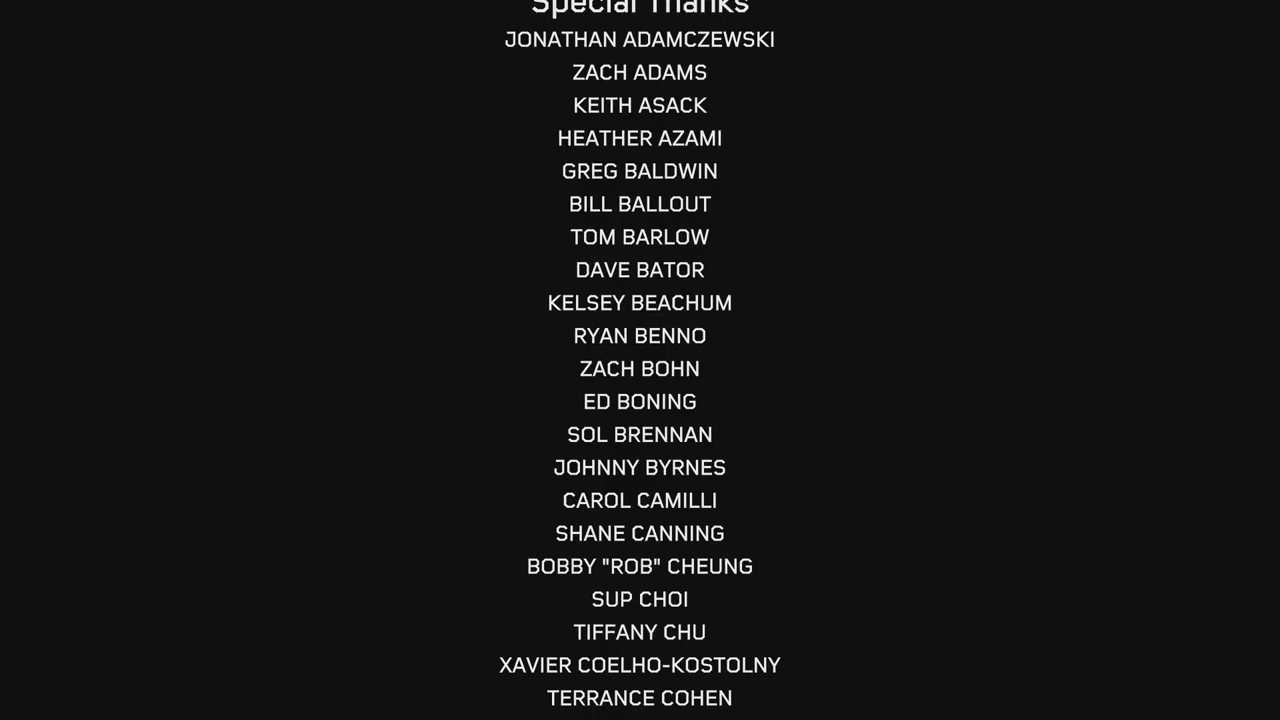 Special Thanks
JONATHAN ADAMCZEWSKI
ZACH ADAMS
KEITH ASACK
HEATHER AZAMI
GREG BALDWIN
BILL BALLOUT
TOM BARLOW
DAVE BATOR
KELSEY BEACHUM
RYAN BENNO
ZACH BOHN
ED BONING
SOL BRENNAN
JOHNNY BYRNES
CAROL CAMILLI
SHANE CANNING
BOBBY "ROB" CHEUNG
SUP CHOI
TIFFANY CHU
XAVIER COELHO-KOSTOLNY
TERRANCE COHEN